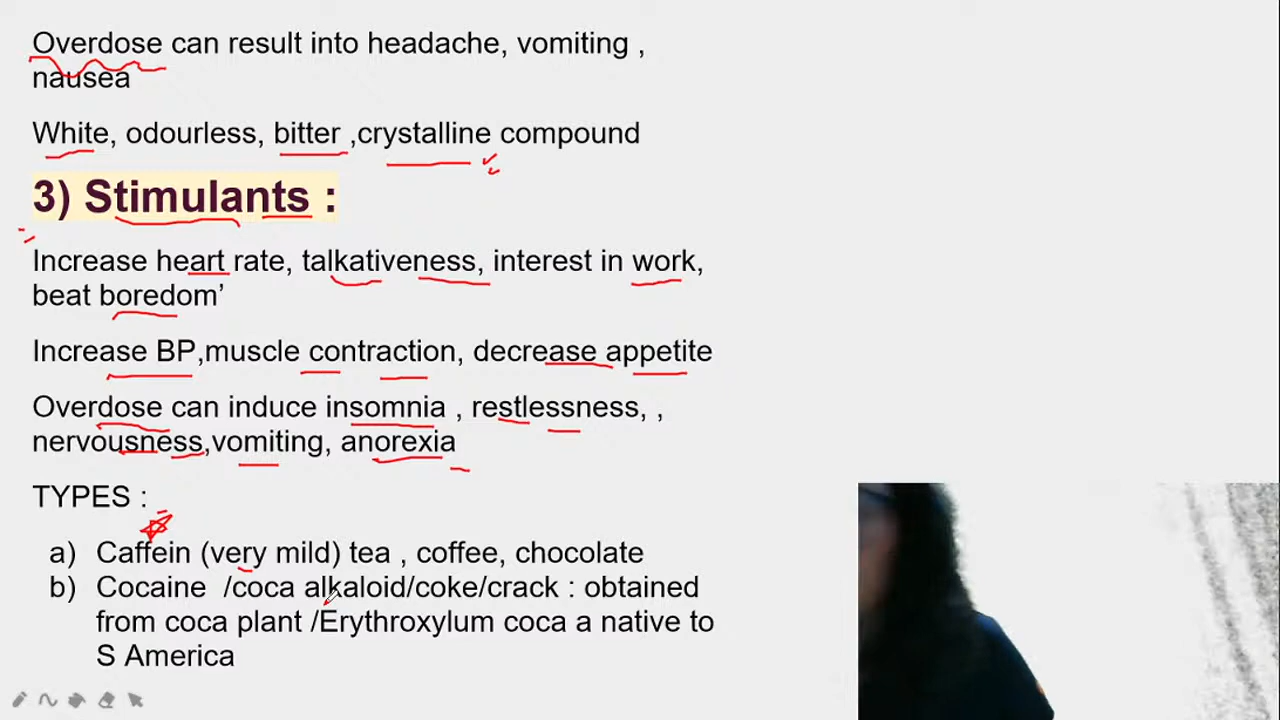 Overdose can result into headache, vomiting ,
nausea
White, odourless, bitter ,crystalline compound
3) Stimulants :
Increase heart rate, talkativeness, interest in work,
beat boredom’
Increase BP,muscle contraction, decrease appetite
Overdose can induce insomnia , restlessness, ,
nervousness,vomiting, anorexia
TYPES :
a) Caffein (very mild) tea , coffee, chocolate
b) Cocaine /coca alkaloid/coke/crack : obtained
from coca plant /Erythroxylum coca a native to
S America